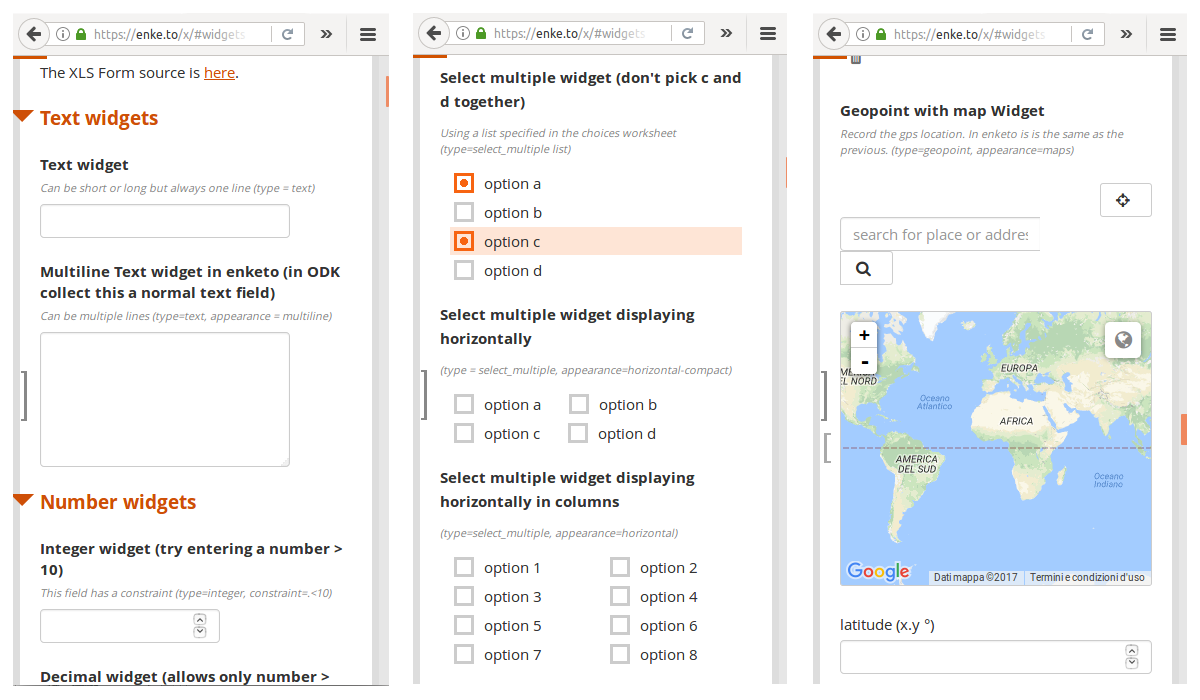 https://enke.to/x/#widgets
The XLS Form source is here.
Text widgets
Text widget
Can be short or long but always one line (type = text)
Multiline Text widget in enketo (in ODK
collect this a normal text field)
Can be multiple lines (type=text, appearance = multiline)
Number widgets
Integer widget (try entering a number >
10)
This field has a constraint (type=integer, constraint=.<10)
Decimal widget (allows only number >
https://enke.to/x/#widgets
Select multiple widget (don't pick c and
d together)
Using a list specified in the choices worksheet
(type=select_multiple list)
option a
option b
option c
option d
Select multiple widget displaying
horizontally
(type = select_multiple, appearance=horizontal-compact)
option a option b
option c option d
Select multiple widget displaying
horizontally in columns
(type=select_multiple, appearance=horizontal)
option 1 option 2
option 3 option 4
option 5 option 6
option 7 option 8
https://enke.to/x/#widgets
Geopoint with map Widget
Record the gps location. In enketo is is the same as the
previous. (type=geopoint, appearance=maps)
search for place or addres
+
-
EUROPA
EL NORD
Oceano
Atlantico
AFRICA
AMERICA
DEL SUD
Oceano
Indiano
Google
Dati mappa ©2017 Termini e condizioni d'uso
latitude (x.y °)